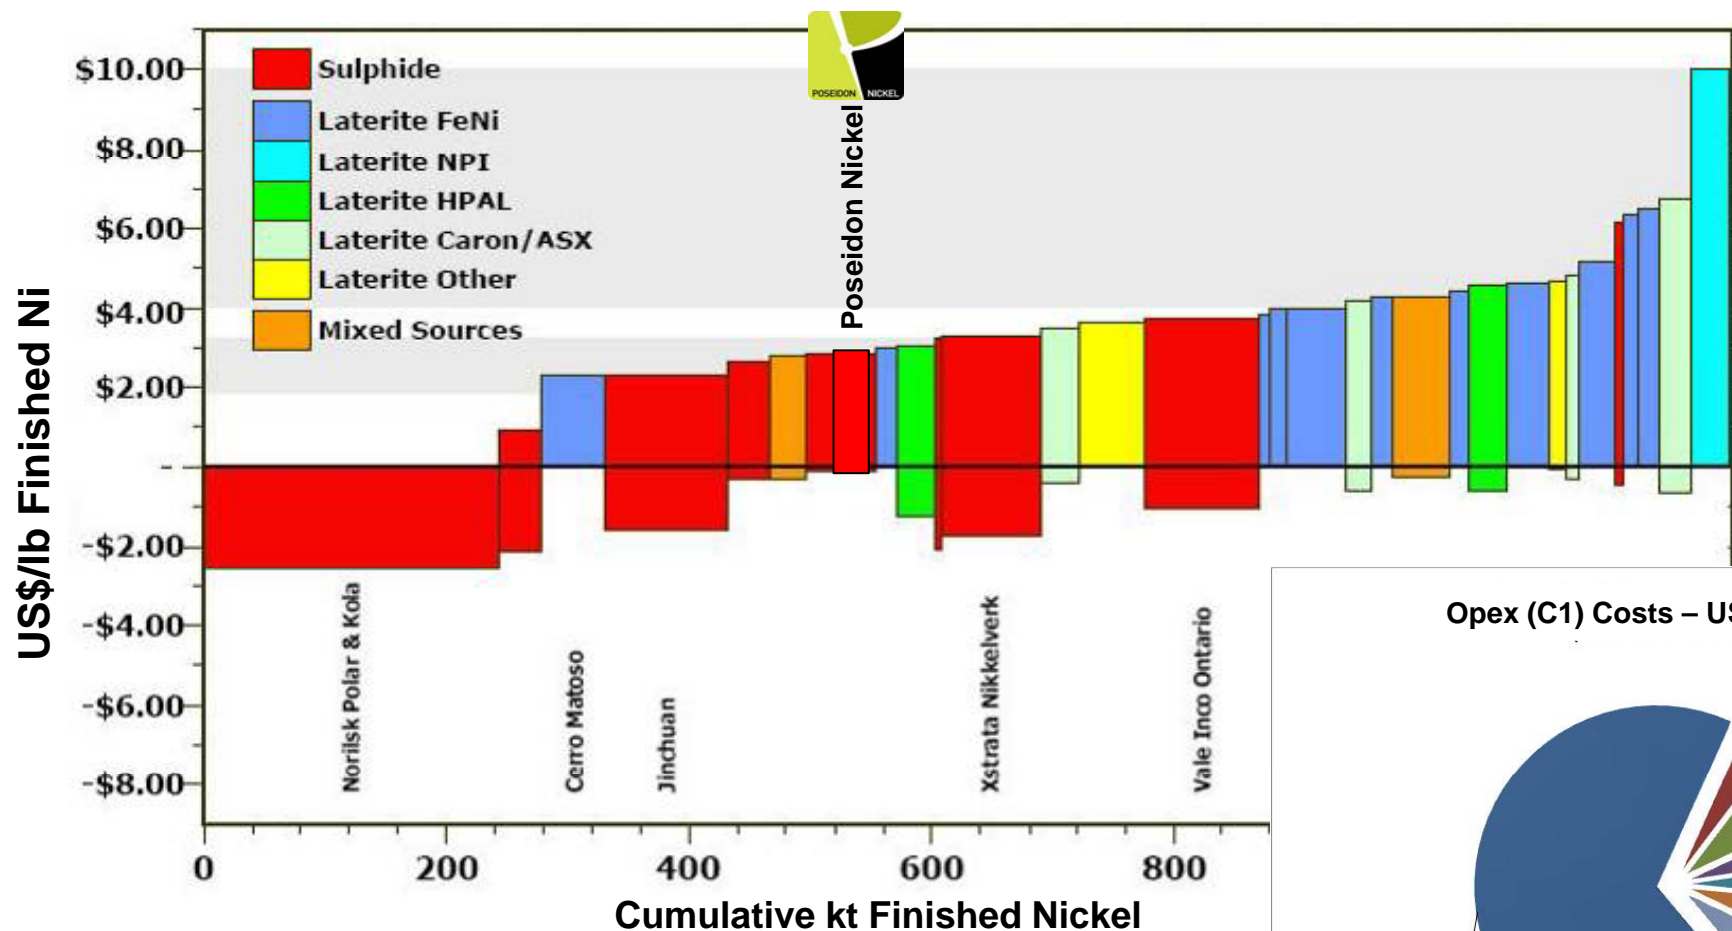 POSEIDON NICKEL
Poseidon Nickel
Sulphide
Laterite FeNi
Laterite NPI
Laterite HPAL
Laterite Caron/ASX
Laterite Other
Mixed Sources
US$/lb Finished Ni
$10.00
$8.00
$6.00
$4.00
$2.00
-
-$2.00
-$4.00
-$6.00
-$8.00
Norilsk Polar & Kola
Cerro Matoso
Jinchuan
Xstrata Nikkelverk
Vale Inco Ontario
0 200 400 600 800
Cumulative kt Finished Nickel
Opex (C1) Costs – US